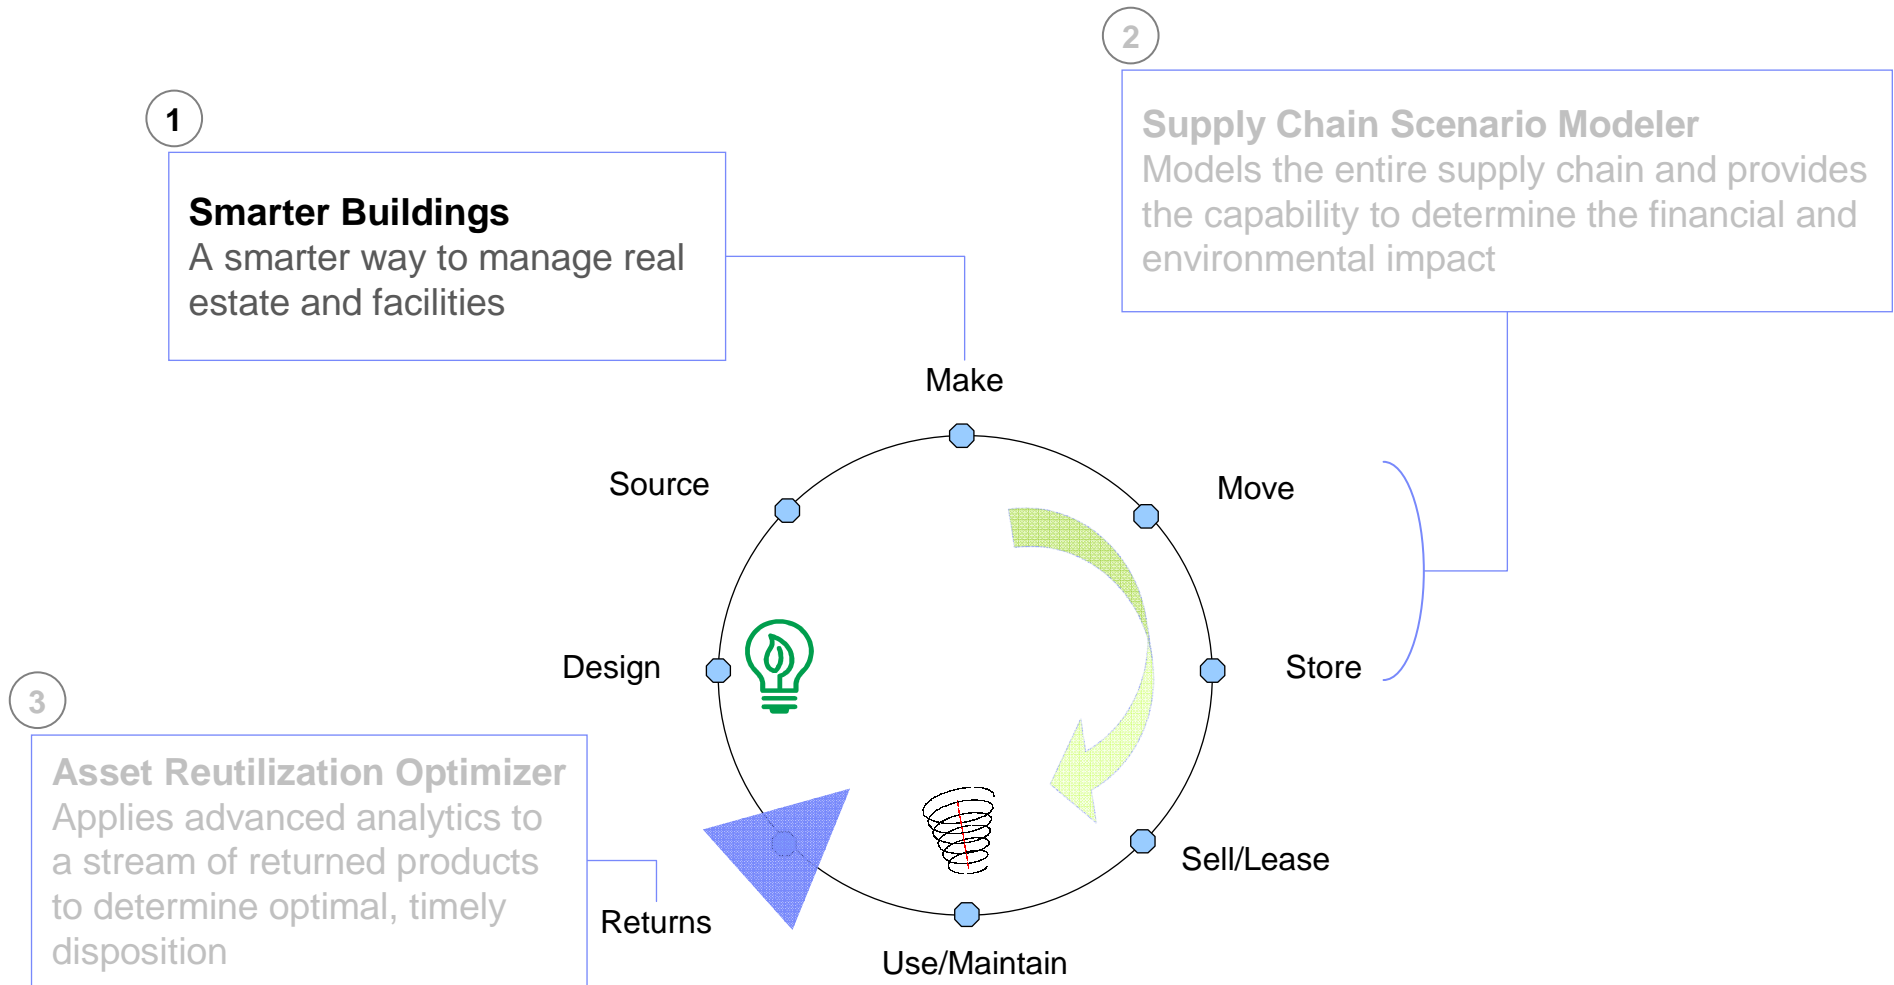 1
Smarter Buildings
A smarter way to manage real
estate and facilities
2
Supply Chain Scenario Modeler
Models the entire supply chain and provides
the capability to determine the financial and
environmental impact
Make
Source
Move
Design
Store
3
Asset Reutilization Optimizer
Applies advanced analytics to
a stream of returned products
to determine optimal, timely
disposition
Returns
Sell/Lease
Use/Maintain